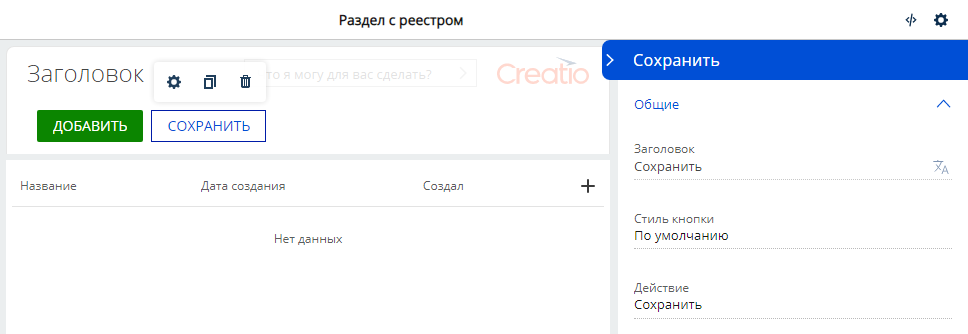 Раздел с реестром
Заголовок
то я могу для вас сделать?
Creatio
ДОБАВИТЬ
СОХРАНИТЬ
Название
Дата создания
Создал
Нет данных
Сохранить
Общие
Заголовок
Сохранить
Стиль кнопки
По умолчанию
Действие
Сохранить